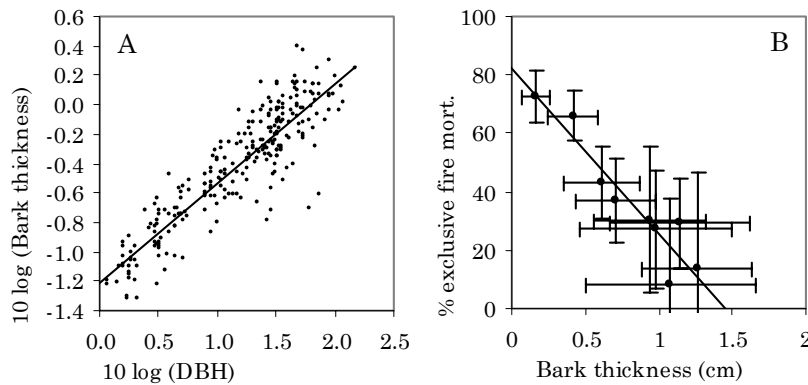 A
10 log (Bark thickness)
0.6
0.4
0.2
0.0
-0.2
-0.4
-0.6
-0.8
-1.0
-1.2
-1.4
0.0 0.5 1.0 1.5 2.0 2.5
10 log (DBH)
B
% exclusive fire mort.
100
80
60
40
20
0
0 0.5 1 1.5 2
Bark thickness (cm)